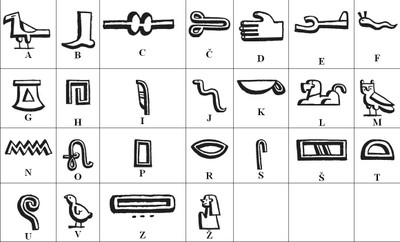 A B C Č D E F
G H I J K L M
N O P R S Š T
U V Z Ž